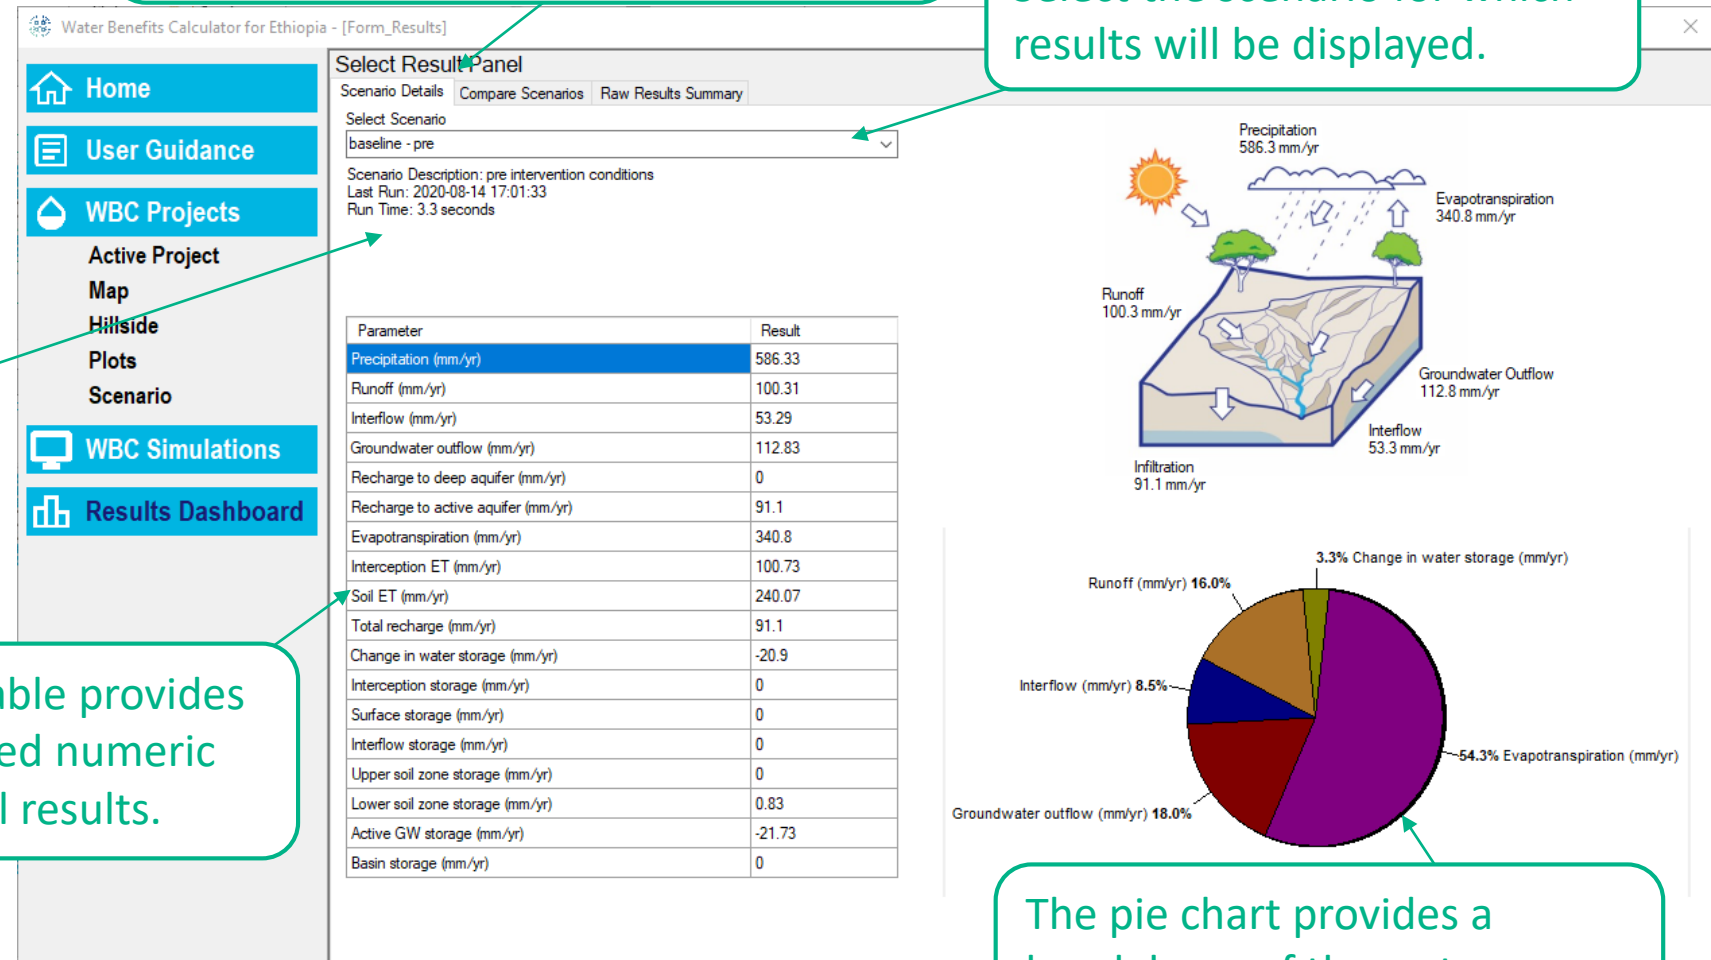 Select the scenario for which
results will be displayed.
Water Benefits Calculator for Ethiopia - [Form_Results]
Home
User Guidance
WBC Projects
Active Project
Map
Hillside
Plots
Scenario
WBC Simulations
Results Dashboard
Select Result Panel
Scenario Details Compare Scenarios Raw Results Summary
Select Scenario
baseline - pre
Scenario Description: pre intervention conditions
Last Run: 2020-08-14 17:01:33
Run Time: 3.3 seconds
Parameter Result
Precipitation (mm/yr) 586.33
Runoff (mm/yr) 100.31
Interflow (mm/yr) 53.29
Groundwater outflow (mm/yr) 112.83
Recharge to deep aquifer (mm/yr) 0
Recharge to active aquifer (mm/yr) 91.1
Evapotranspiration (mm/yr) 340.8
Interception ET (mm/yr) 100.73
Soil ET (mm/yr) 240.07
Total recharge (mm/yr) 91.1
Change in water storage (mm/yr) -20.9
Interception storage (mm/yr) 0
Surface storage (mm/yr) 0
Interflow storage (mm/yr) 0
Upper soil zone storage (mm/yr) 0
Lower soil zone storage (mm/yr) 0.83
Active GW storage (mm/yr) -21.73
Basin storage (mm/yr) 0
Precipitation
586.3 mm/yr
Evapotranspiration
340.8 mm/yr
Runoff
100.3 mm/yr
Groundwater Outflow
112.8 mm/yr
Interflow
53.3 mm/yr
Infiltration
91.1 mm/yr
3.3% Change in water storage (mm/yr)
Runoff (mm/yr) 16.0%
Interflow (mm/yr) 8.5%
54.3% Evapotranspiration (mm/yr)
Groundwater outflow (mm/yr) 18.0%
able provides
ed numeric
l results.
The pie chart provides a